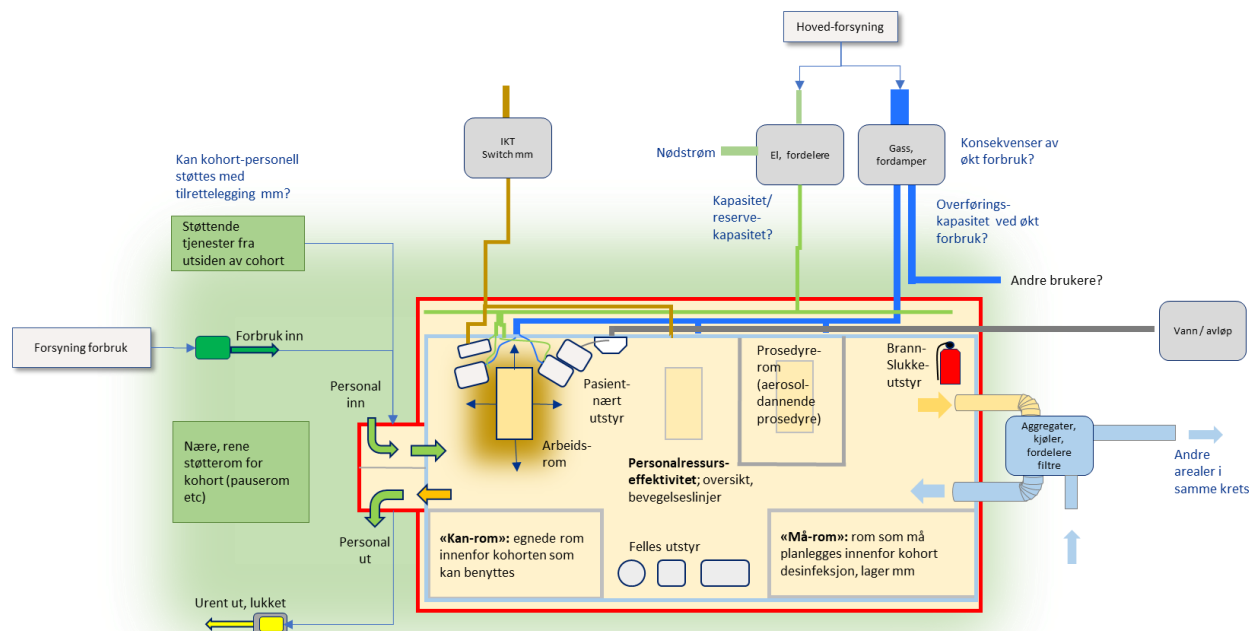 Hoved-forsyning
IKT
Switch mm
Nødstrøm
El, fordelere
Gass,
fordamper
Konsekvenser av
økt forbruk?
Kan kohort-personell
støttes med
tilrettelegging mm?
Kapasitet/
reserve-
kapasitet?
Overførings-
kapasitet ved økt
forbruk?
Støttende
tjenester fra
utsiden av cohort
Andre brukere?
Vann / avløp
Forsyning forbruk
Forbruk inn
Personal
inn
Pasient-
nært
utstyr
Prosedyre-
rom
(aerosol-
dannende
prosedyre)
Brann-
Slukke-
utstyr
Arbeids-
rom
Aggregater,
kjøler,
fordelere
filtre
Nære, rene
støtterom for
kohort (pauserom
etc)
Personalressurs-
effektivitet; oversikt,
bevegelseslinjer
Andre
arealer i
samme krets
Personal
ut
«Kan-rom»: egnede rom
innenfor kohorten som
kan benyttes
Felles utstyr
«Må-rom»: rom som må
planlegges innenfor kohort
desinfeksjon, lager mm
Urent ut, lukket